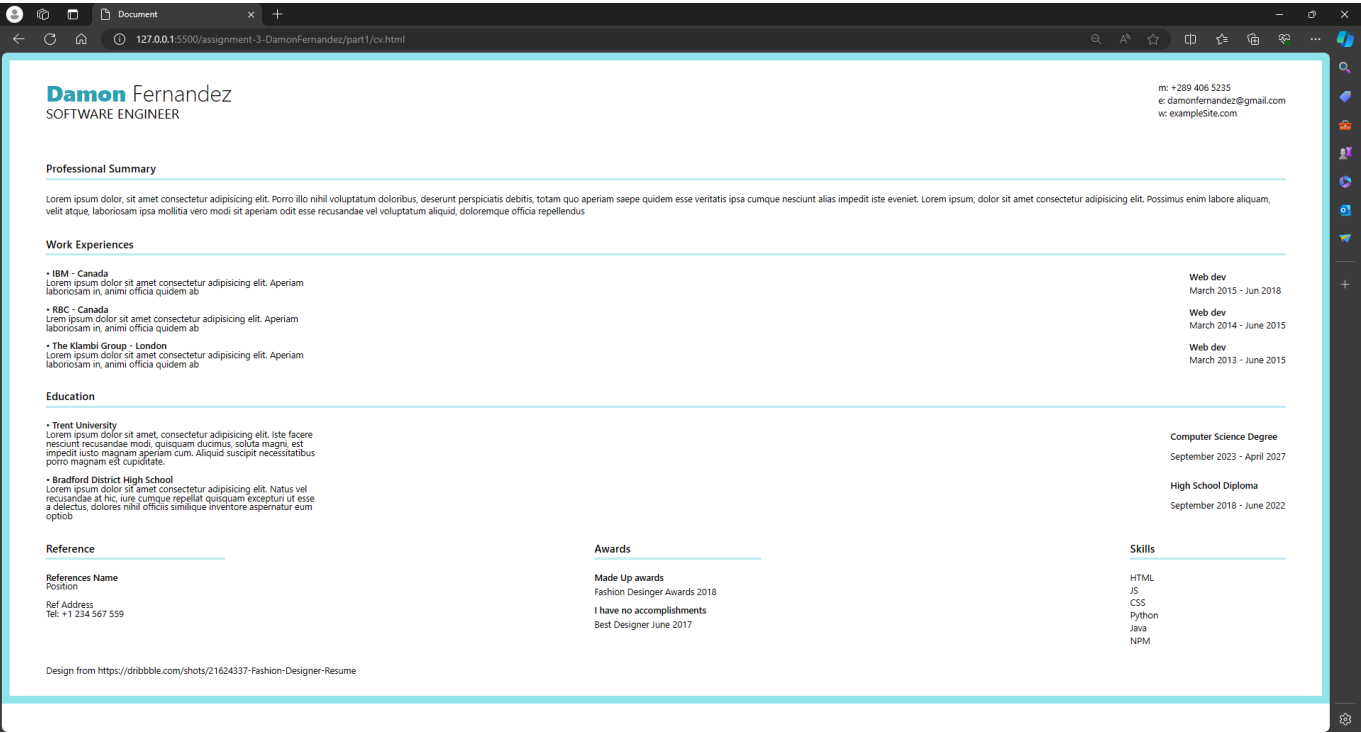 Document
127.0.0.1:5500/assignment-3-DamonFernandez/part1/cv.html
Damon Fernandez
SOFTWARE ENGINEER
m: +289 406 5235
e: damonfernandez@gmail.com
w: exampleSite.com
Professional Summary
Lorem ipsum dolor, sit amet consectetur adipisicing elit. Porro illo nihil voluptatum doloribus, deserunt perspiciatis debitis, totam quo aperiam saepe quidem esse veritatis ipsa cumque nesciunt alias impedit iste eveniet. Lorem ipsum, dolor sit amet consectetur adipisicing elit. Possimus enim labore aliquam,
velit atque, laboriosam ipsa mollitia vero modi sit aperiam odit esse recusandae vel voluptatum aliquid, doloremque officia repellendus
Work Experiences
• IBM - Canada
Lorem ipsum dolor sit amet consectetur adipisicing elit. Aperiam
laboriosam in, animi officia quidem ab
Web dev
March 2015 - Jun 2018
• RBC - Canada
Lrem ipsum dolor sit amet consectetur adipisicing elit. Aperiam
laboriosam in, animi officia quidem ab
Web dev
March 2014 - June 2015
• The Klambi Group - London
Lorem ipsum dolor sit amet consectetur adipisicing elit. Aperiam
laboriosam in, animi officia quidem ab
Web dev
March 2013 - June 2015
Education
• Trent University
Lorem ipsum dolor sit amet, consectetur adipisicing elit. Iste facere
nesciunt recusandae modi, quisquam ducimus, soluta magni, est
impedit iusto magnam aperiam cum. Aliquid suscipit necessitatibus
porro magnam est cupiditate.
Computer Science Degree
September 2023 - April 2027
• Bradford District High School
Lorem ipsum dolor sit amet consectetur adipisicing elit. Natus vel
recusandae at hic, iure cumque repellat quisquam excepturi ut esse
a delectus, dolores nihil officiis similique inventore aspernatur eum
optiob
High School Diploma
September 2018 - June 2022
Reference
References Name
Position
Ref Address
Tel: +1 234 567 559
Awards
Made Up awards
Fashion Desinger Awards 2018
I have no accomplishments
Best Designer June 2017
Skills
HTML
JS
CSS
Python
Java
NPM
Design from https://dribbble.com/shots/21624337-Fashion-Designer-Resume